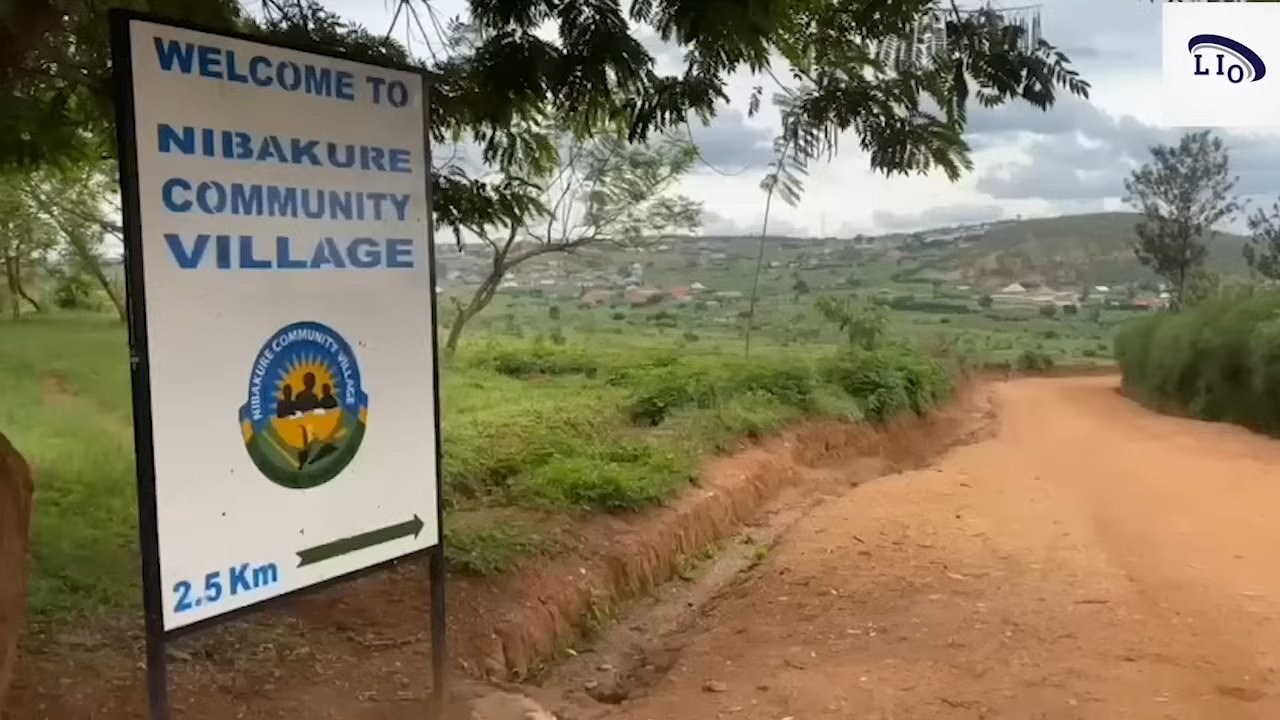 WELCOME TO
NIBAKURE
COMMUNITY
VILLAGE
NIBAKURE COMMUNITY VILLAGE
2.5 Km
LIO